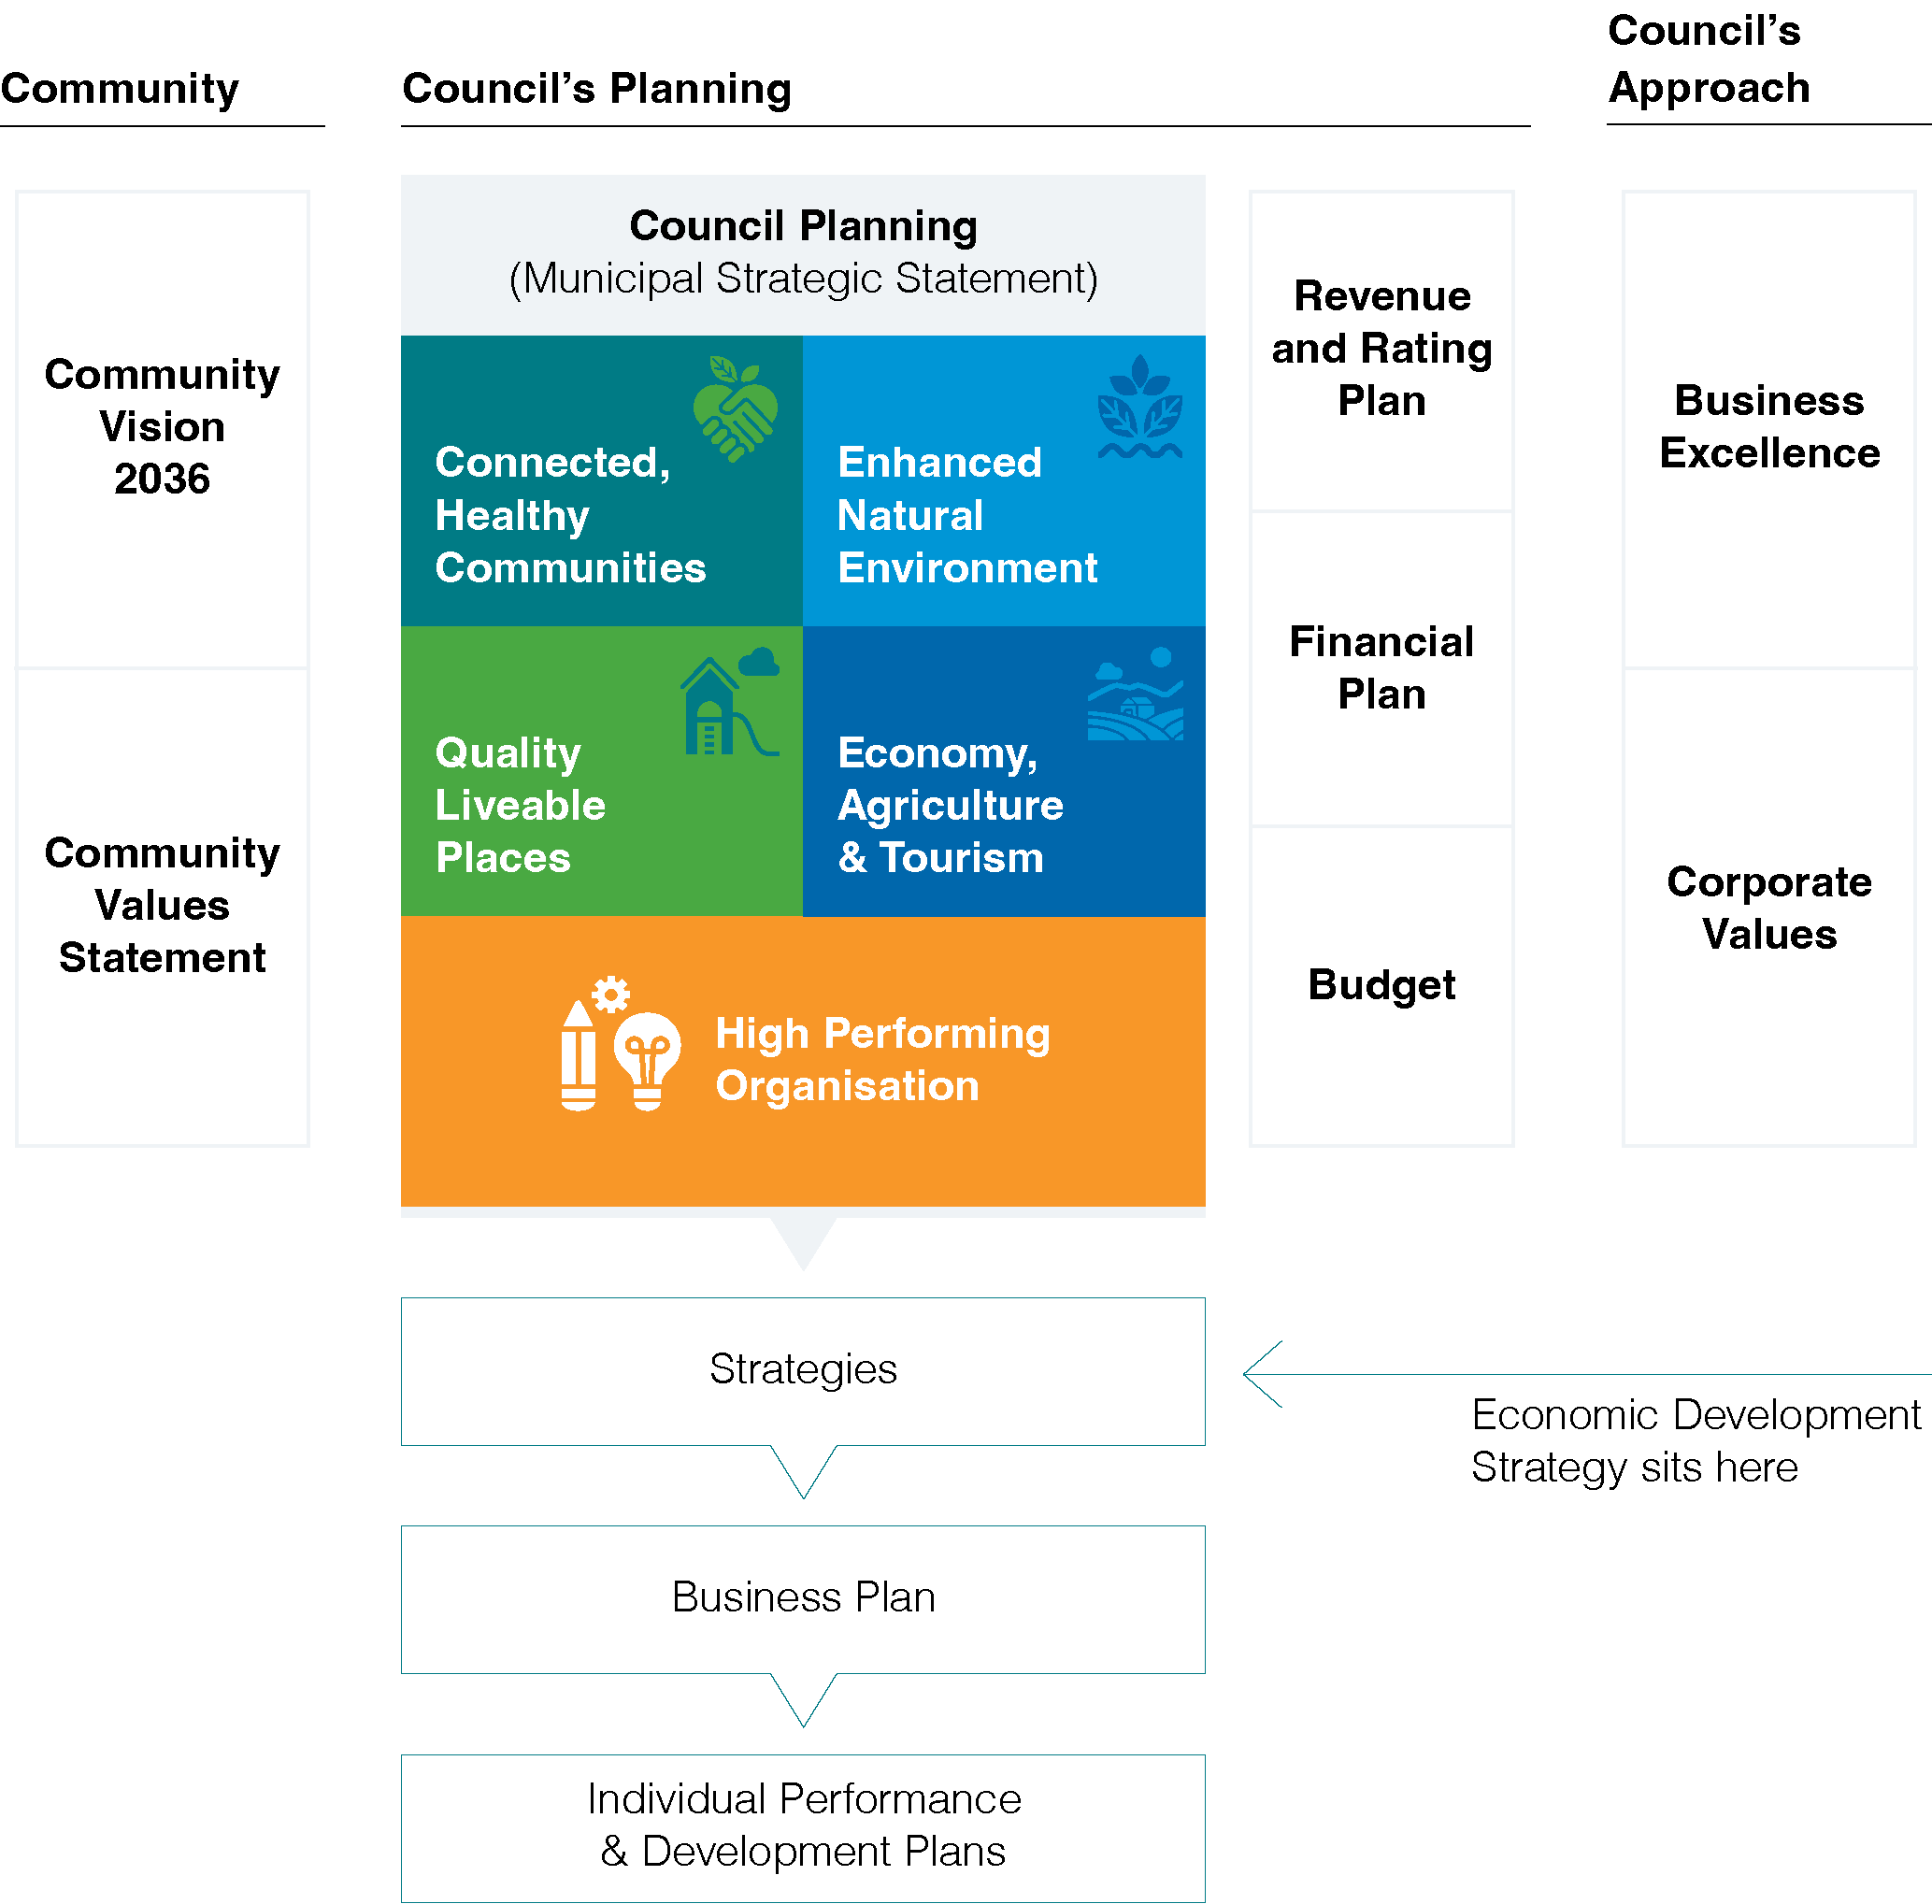 Community
Council’s Planning
Council’s
Approach
Community
Vision
2036
Community
Values
Statement
Council Planning
(Municipal Strategic Statement)
Connected,
Healthy
Communities
Enhanced
Natural
Environment
Quality
Liveable
Places
Economy,
Agriculture
& Tourism
High Performing
Organisation
Revenue
and Rating
Plan
Financial
Plan
Budget
Business
Excellence
Corporate
Values
Strategies
Economic Development
Strategy sits here
Business Plan
Individual Performance
& Development Plans